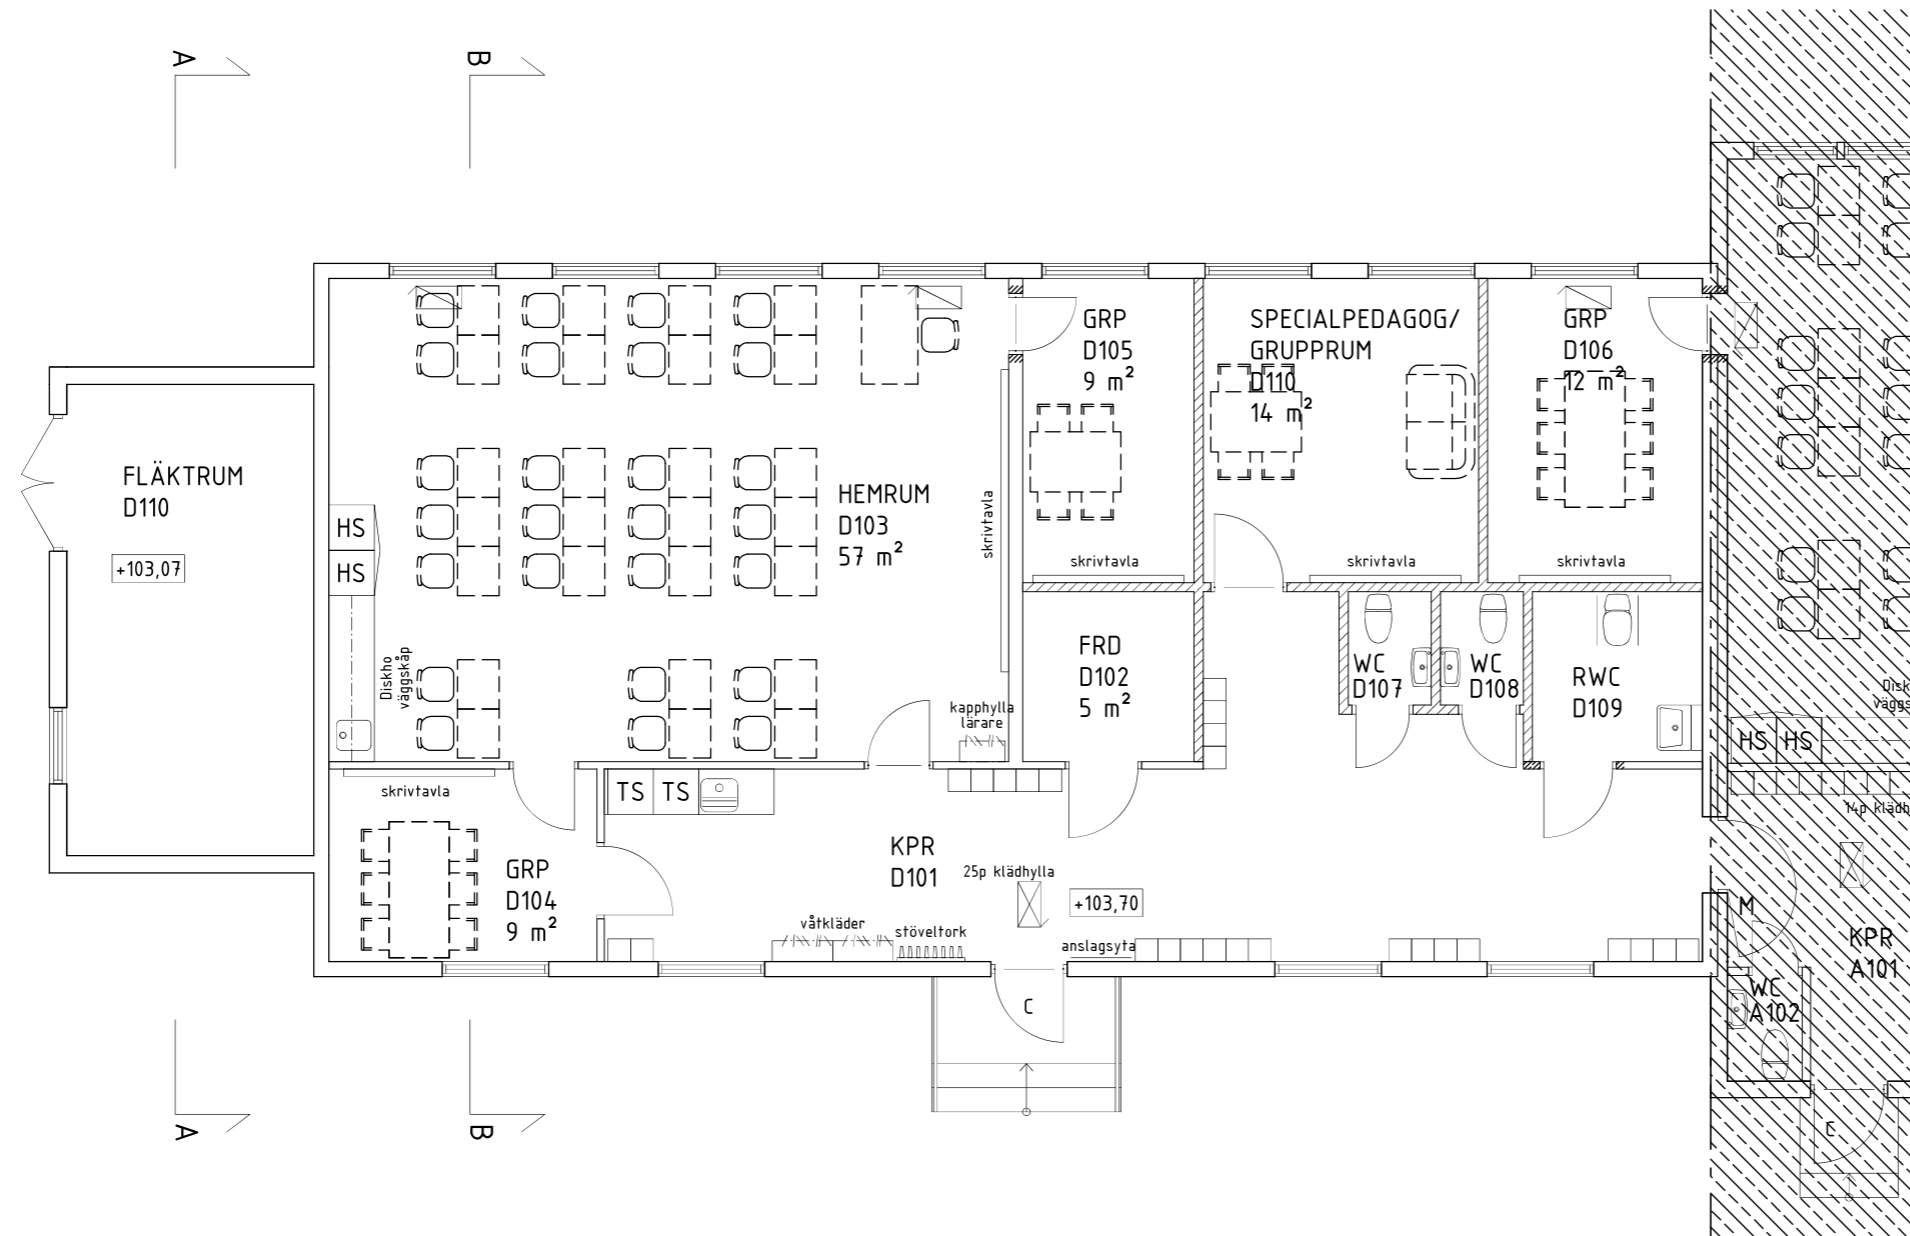 A
B
GRP
D105
9 m²
SPECIALPEDAGOG/
GRUPPRUM
D110
14 m²
GRP
D106
12 m²
FLÄKTRUM
D110
+103,07
HS
HS
HEMRUM
D103
57 m²
skrivtavla
skrivtavla
skrivtavla
skrivtavla
Diskho
väggskåp
FRD
D102
5 m²
WC
D107
WC
D108
RWC
D109
kapphylla
lärare
HS
HS
skrivtavla
TS
TS
GRP
D104
9 m²
KPR
D101
25p klädhylla
+103,70
våtkläder
stöveltork
anslagsyta
M
KPR
A101
WC
A102
C
C
A
B